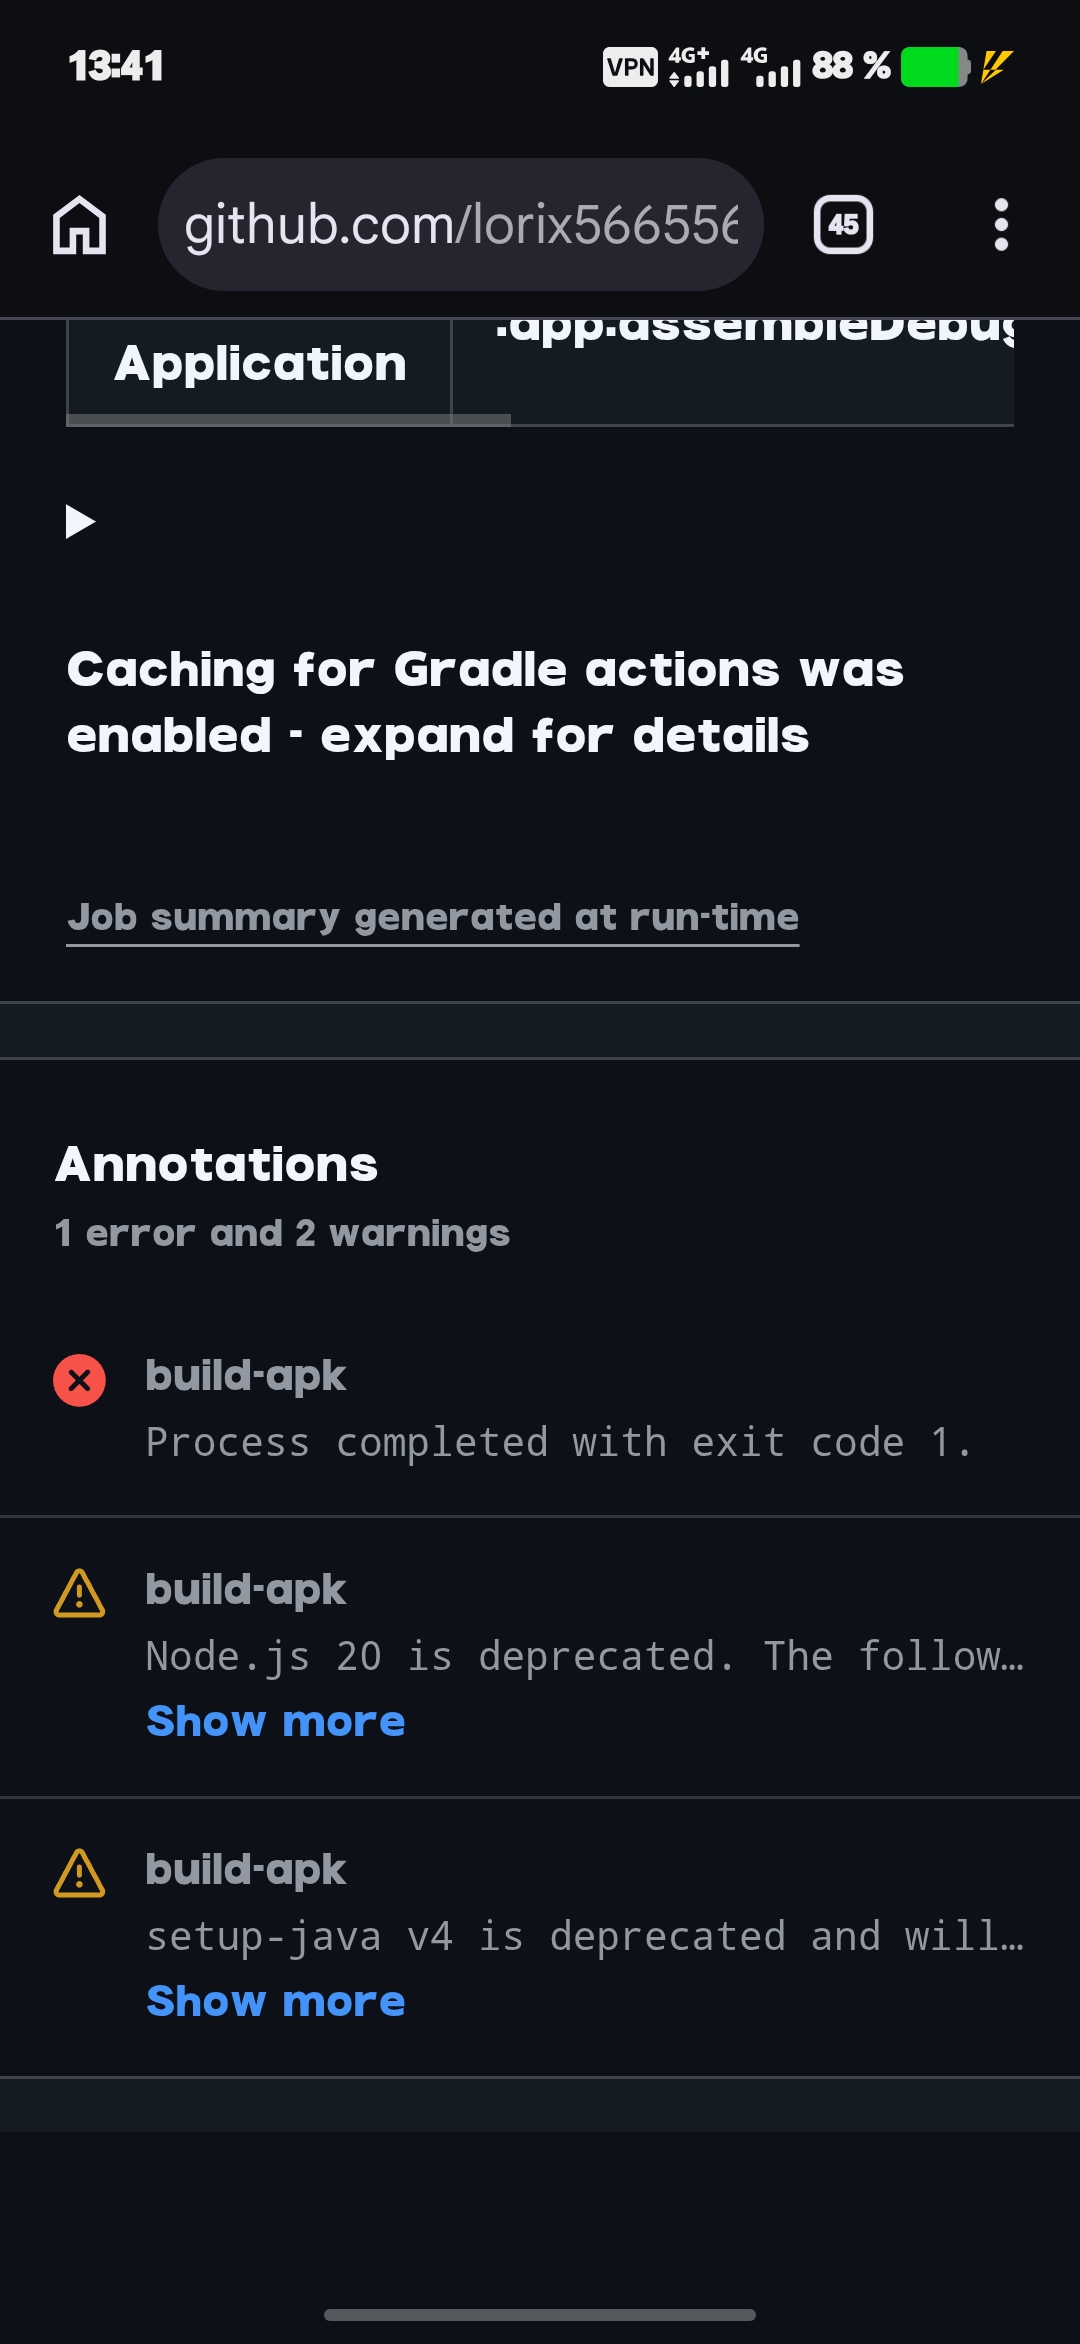 13:41
VPN 4G+ 4G 88 %
github.com/lorix566556
45
Application
:app:assembleDebug
Caching for Gradle actions was
enabled - expand for details
Job summary generated at run-time
Annotations
1 error and 2 warnings
build-apk
Process completed with exit code 1.
build-apk
Node.js 20 is deprecated. The follow…
Show more
build-apk
setup-java v4 is deprecated and will…
Show more